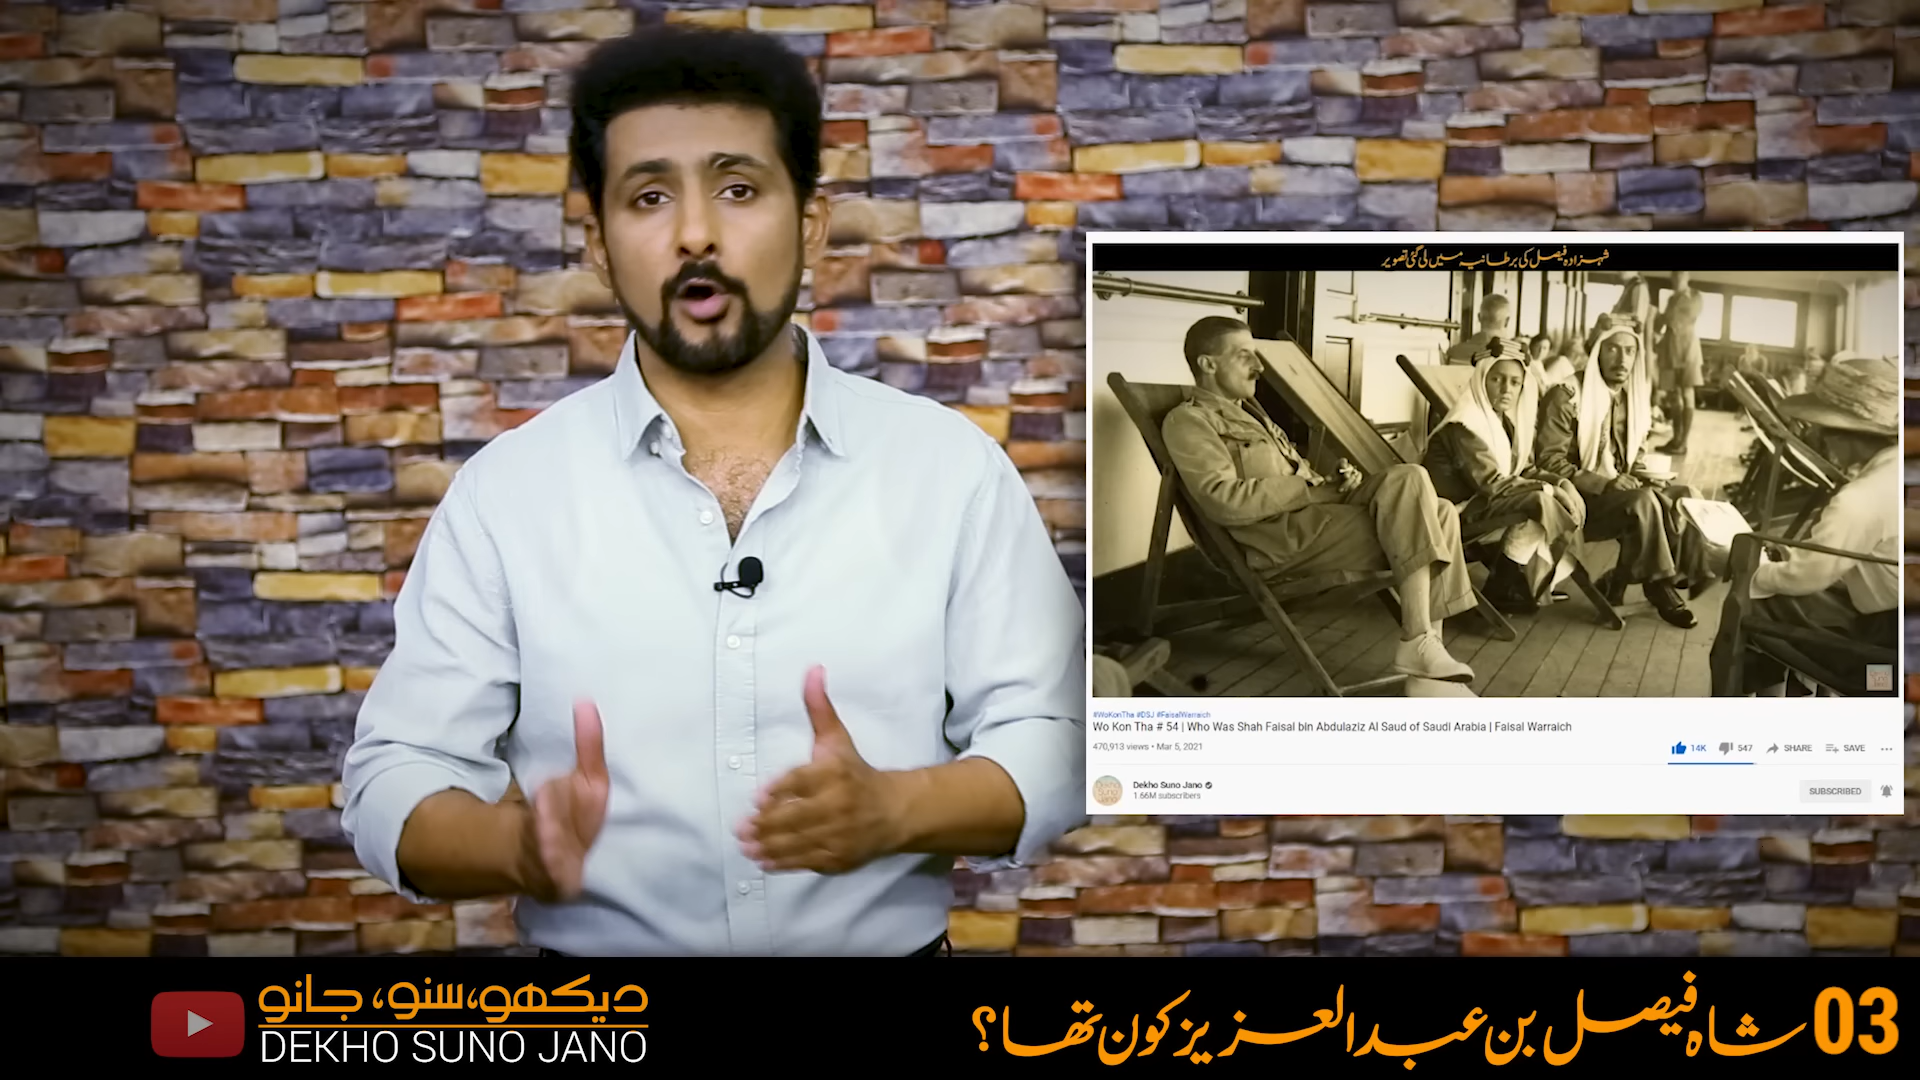 شہزادہ فیصل کی برطانیہ میں لی گئی تصویر
#WoKonTha #DSJ #FaisalWarraich
Wo Kon Tha # 54 | Who Was Shah Faisal bin Abdulaziz Al Saud of Saudi Arabia | Faisal Warraich
470,913 views • Mar 5, 2021
14K 547 SHARE SAVE
Dekho Suno Jano
1.66M subscribers
SUBSCRIBED
دیکھو، سنو، جانو
DEKHO SUNO JANO
03 شاہ فیصل بن عبدالعزیز کون تھا؟